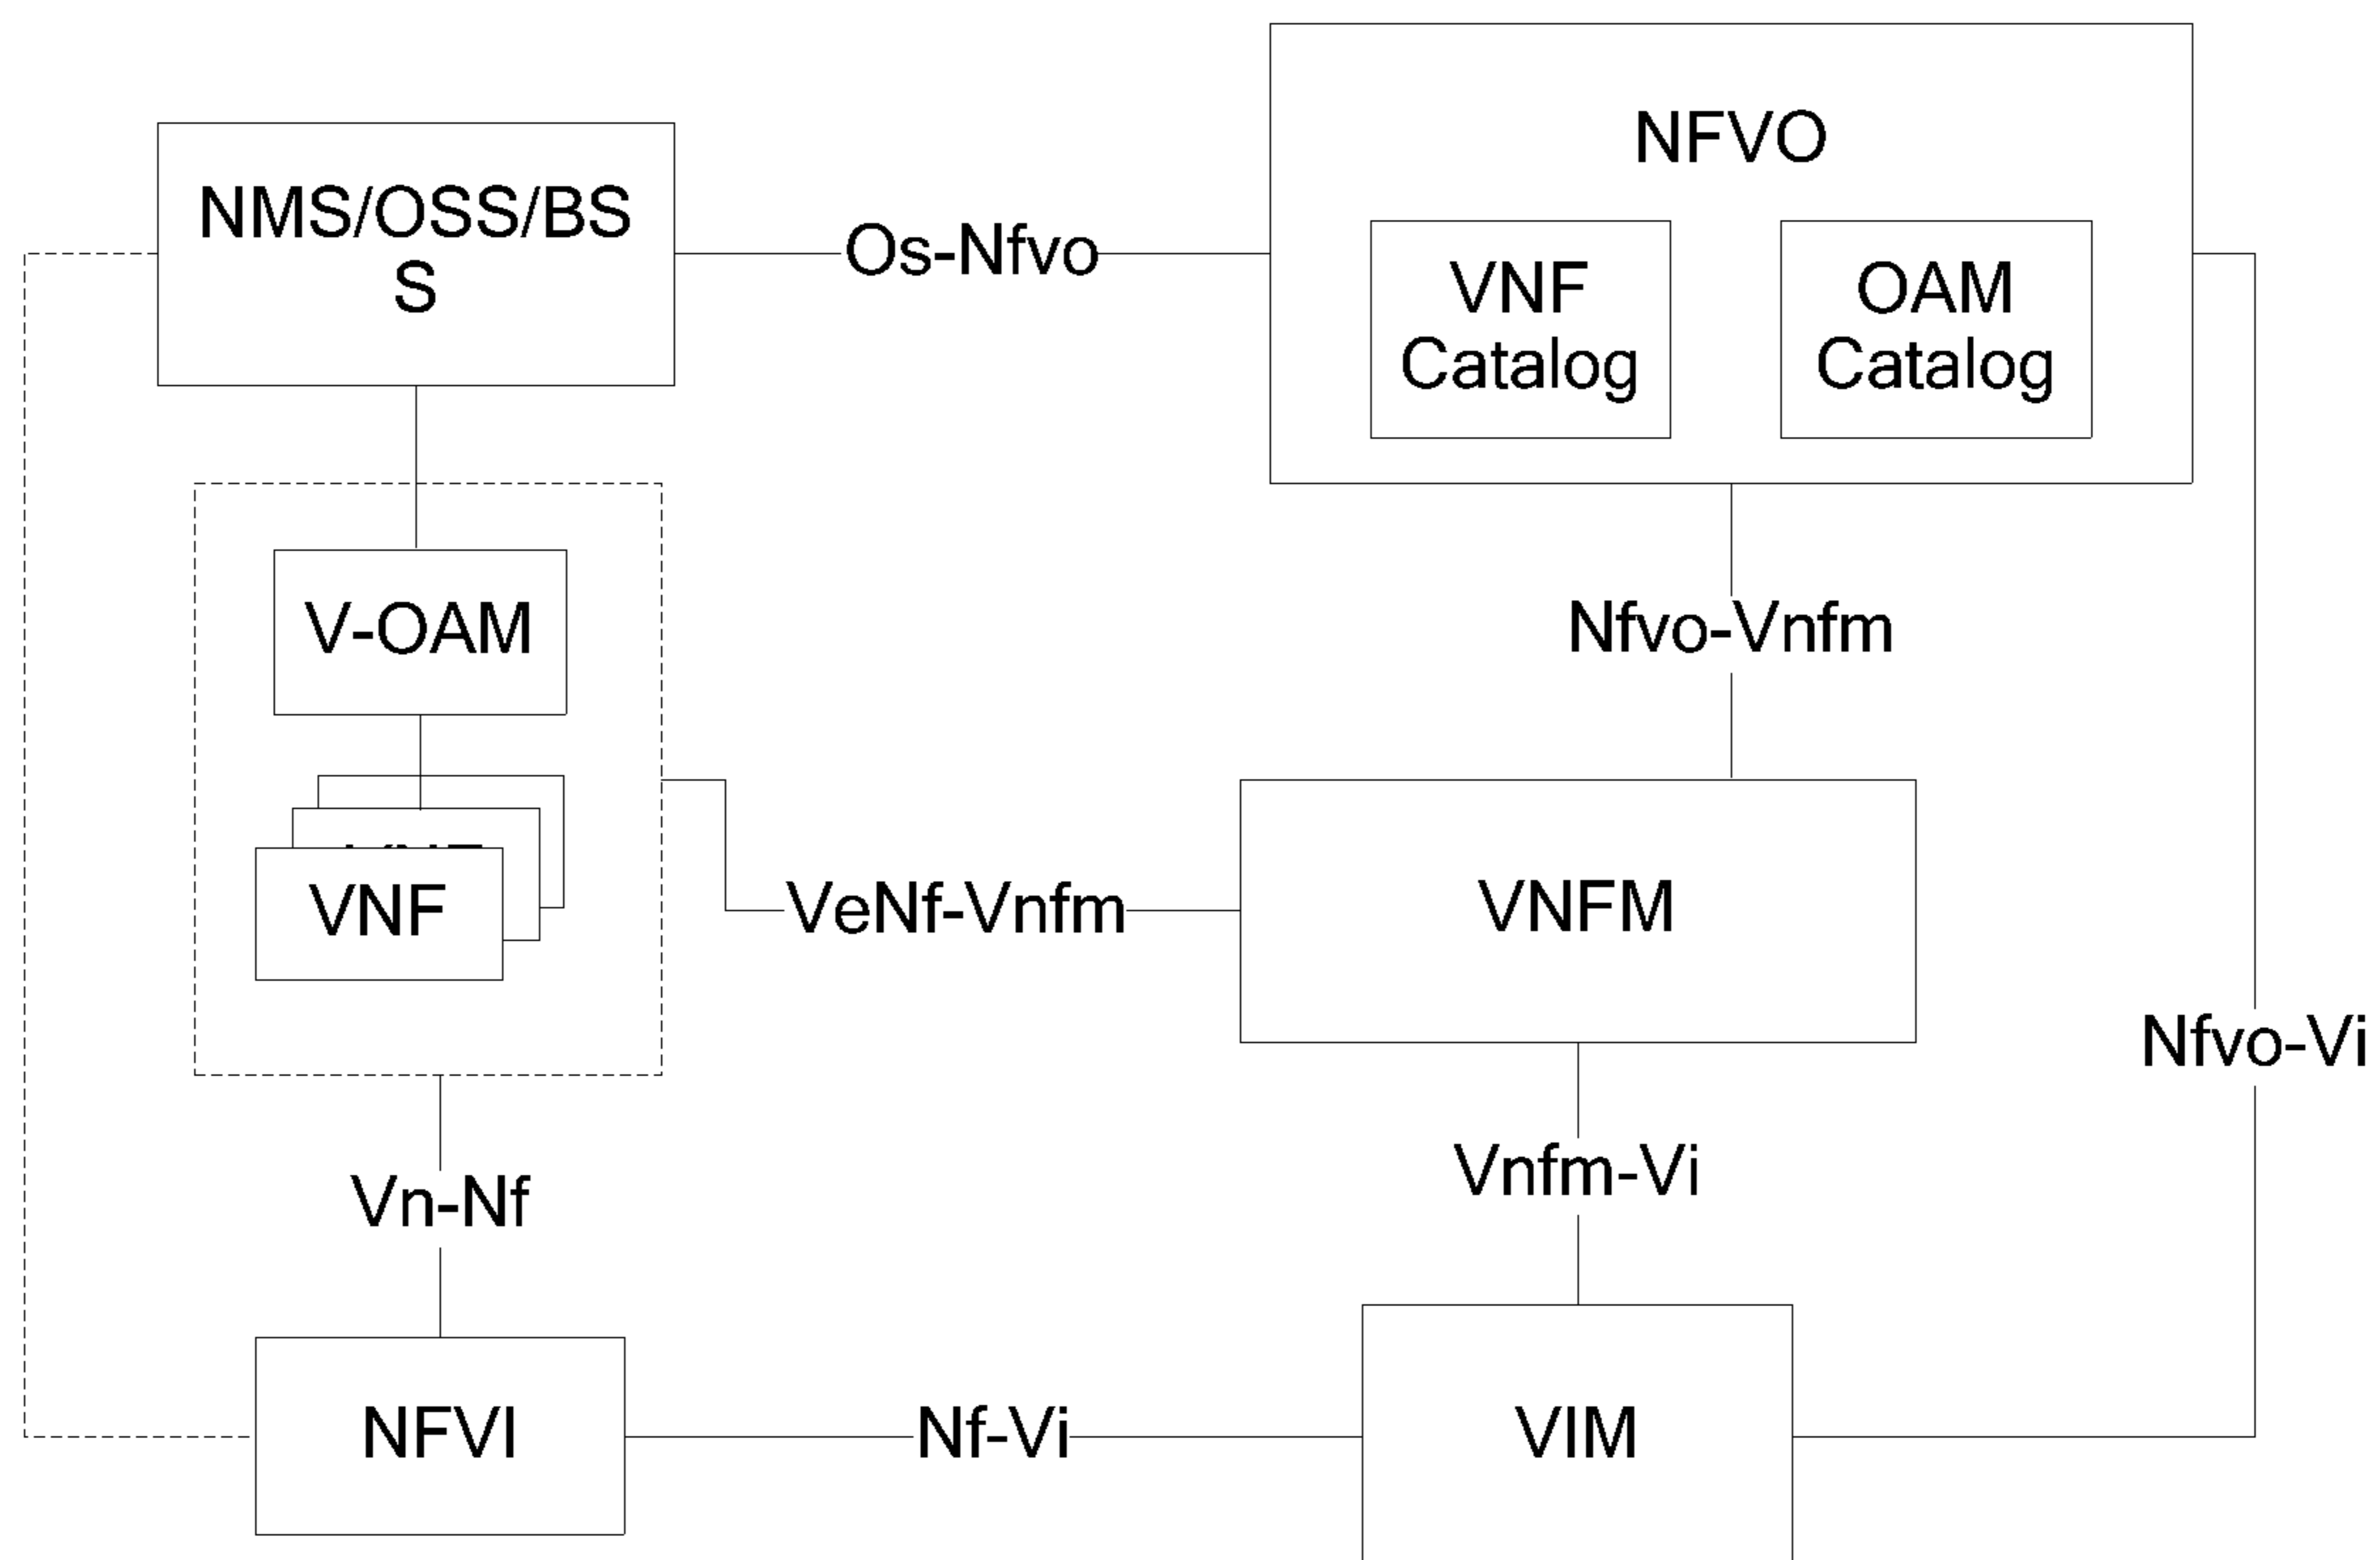 NFVO
NMS/OSS/BS
S
Os-Nfvo
VNF
Catalog
OAM
Catalog
V-OAM
Nfvo-Vnfm
VNF
VeNf-Vnfm
VNFM
Nfvo-Vi
Vn-Nf
Vnfm-Vi
NFVI
Nf-Vi
VIM